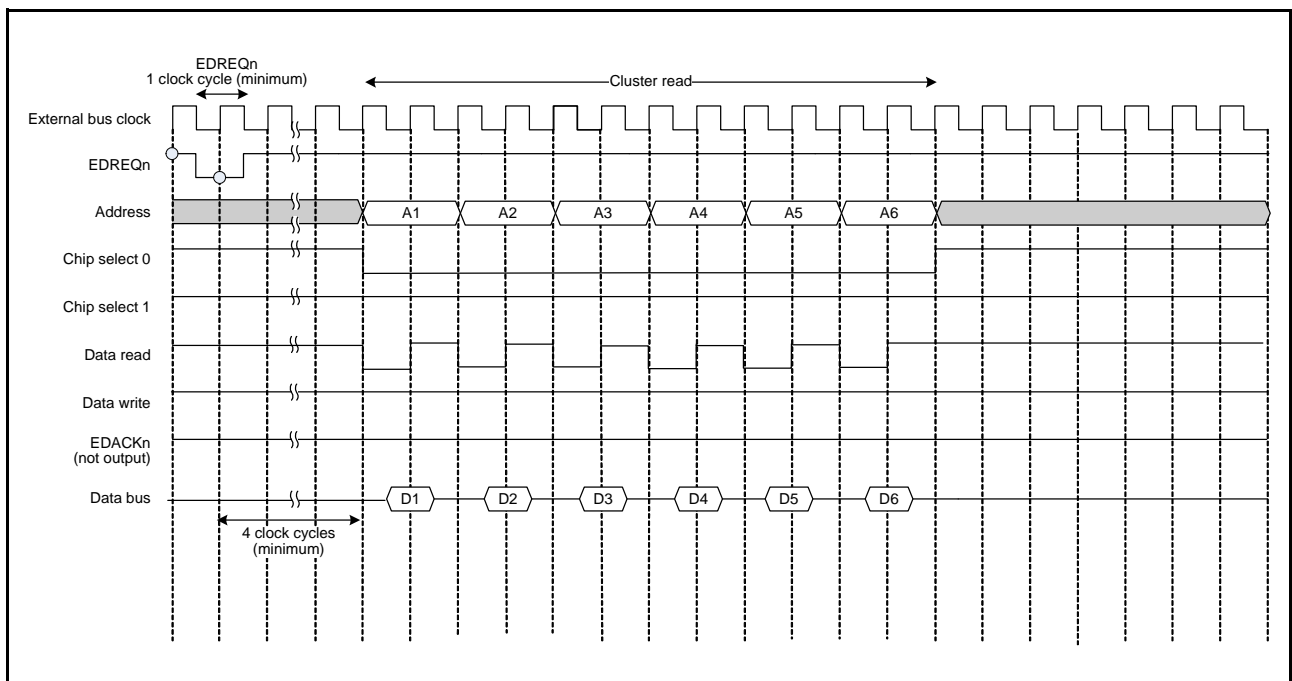 EDREQn
1 clock cycle (minimum)
Cluster read
External bus clock
EDREQn
Address
A1 A2 A3 A4 A5 A6
Chip select 0
Chip select 1
Data read
Data write
EDACKn
(not output)
Data bus
D1 D2 D3 D4 D5 D6
4 clock cycles
(minimum)